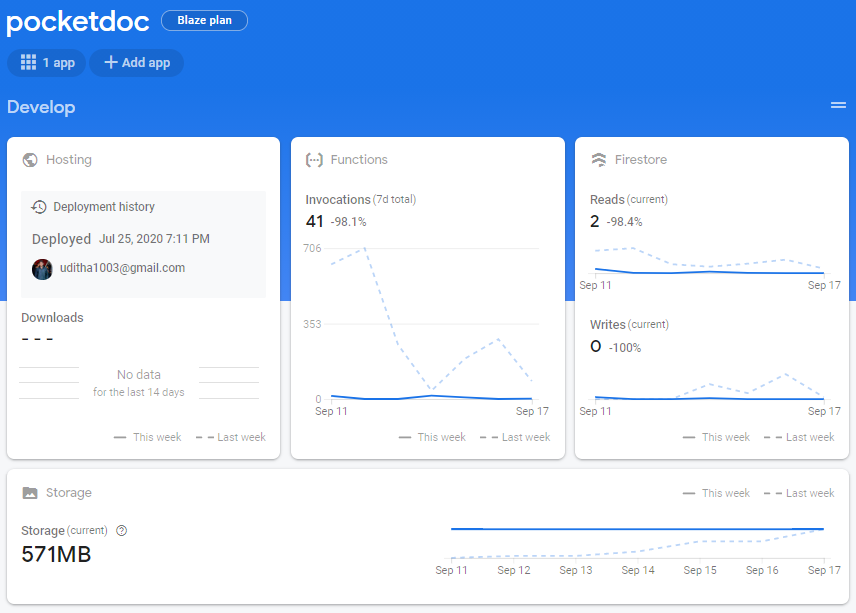 pocketdoc Blaze plan
1 app + Add app
Develop
Hosting
Deployment history
Deployed Jul 25, 2020 7:11 PM
uditha1003@gmail.com
Downloads
- - -
No data
for the last 14 days
This week Last week
Functions
Invocations (7d total)
41 -98.1%
706
353
0
Sep 11 Sep 17
This week Last week
Firestore
Reads (current)
2 -98.4%
Sep 11 Sep 17
Writes (current)
0 -100%
Sep 11 Sep 17
This week Last week
Storage
This week Last week
Storage (current)
571MB
Sep 11 Sep 12 Sep 13 Sep 14 Sep 15 Sep 16 Sep 17